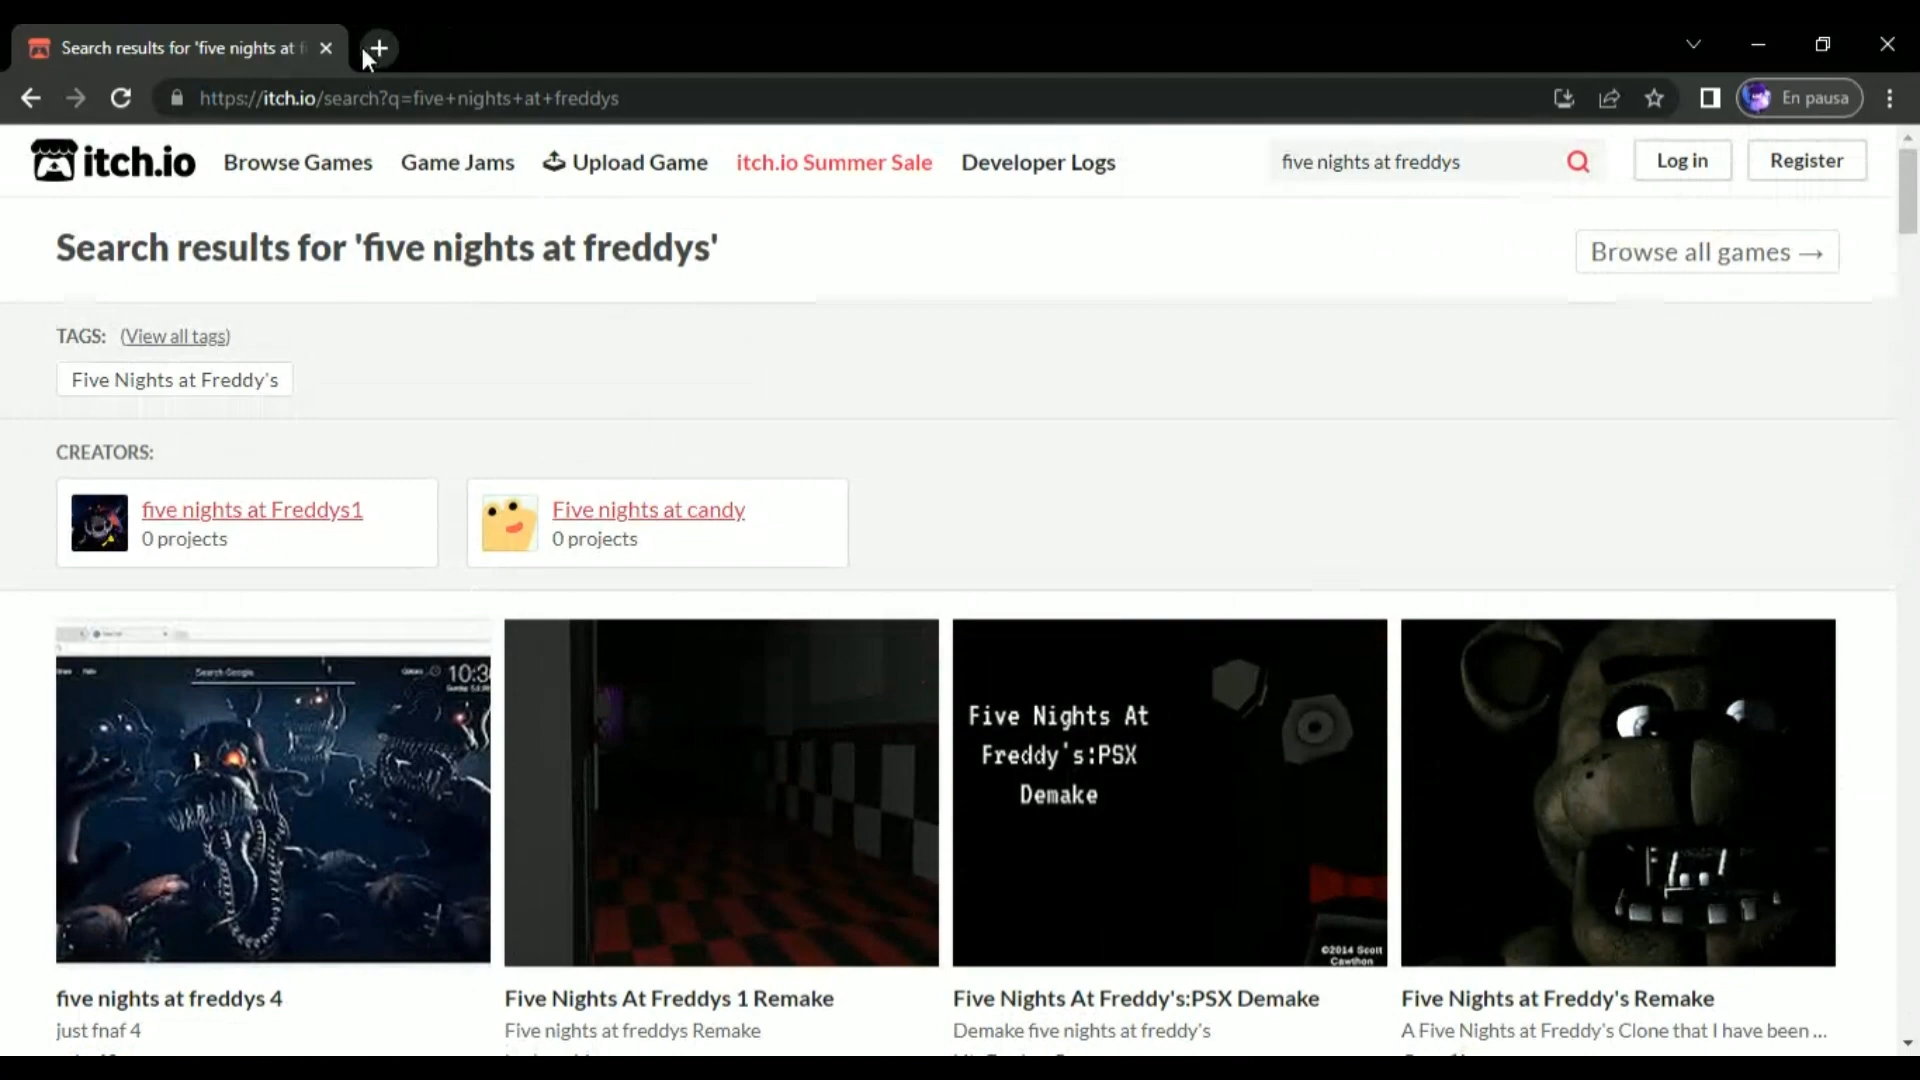 Search results for 'five nights at f
https://itch.io/search?q=five+nights+at+freddys
En pausa
itch.io
Browse Games
Game Jams
Upload Game
itch.io Summer Sale
Developer Logs
five nights at freddys
Log in
Register
Search results for 'five nights at freddys'
Browse all games →
TAGS: (View all tags)
Five Nights at Freddy's
CREATORS:
five nights at Freddys1
0 projects
Five nights at candy
0 projects
Search Google
10:3
Five Nights At
Freddy's:PSX
Demake
©2014 Scott
Cawthon
five nights at freddys 4
just fnaf 4
Five Nights At Freddys 1 Remake
Five nights at freddys Remake
Five Nights At Freddy's:PSX Demake
Demake five nights at freddy's
Five Nights at Freddy's Remake
A Five Nights at Freddy's Clone that I have been ...